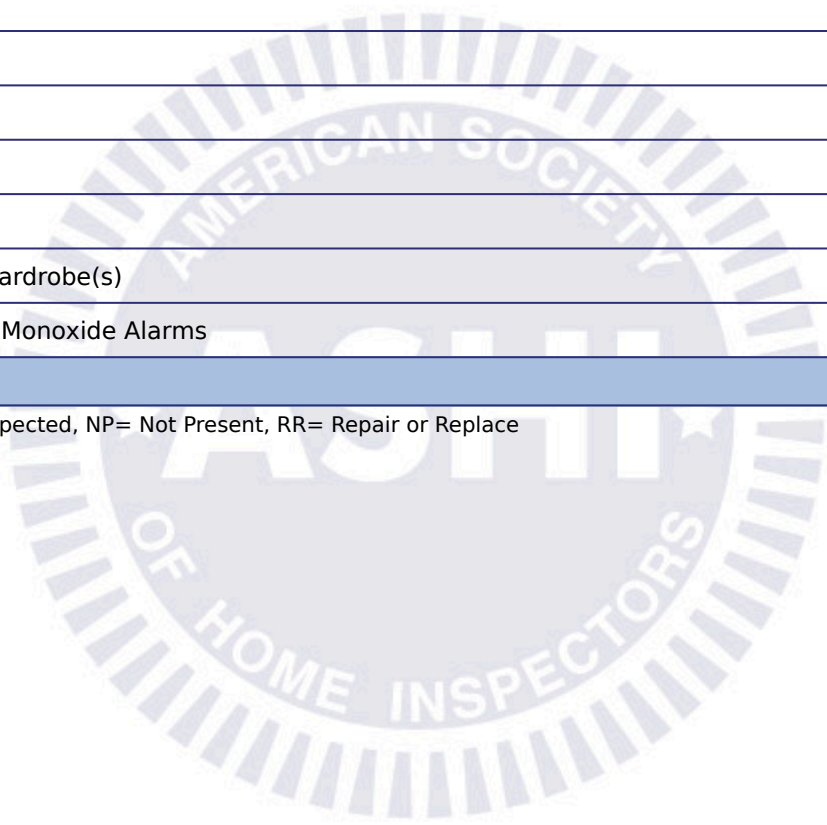 AMERICAN SOCIETY
ardrobe(s)
Monoxide Alarms
ASHI
pected, NP= Not Present, RR= Repair or Replace
OF HOME INSPECTORS